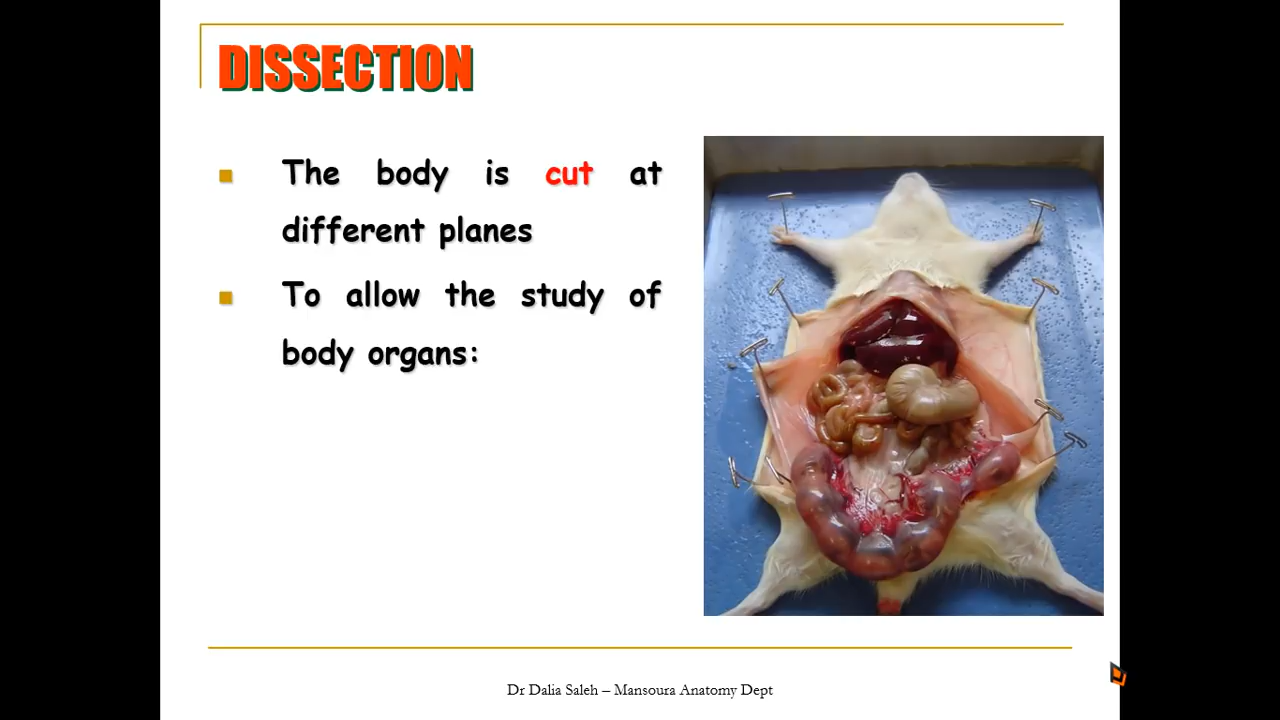 DISSECTION
The body is cut at
different planes
To allow the study of
body organs:
Dr Dalia Saleh – Mansoura Anatomy Dept